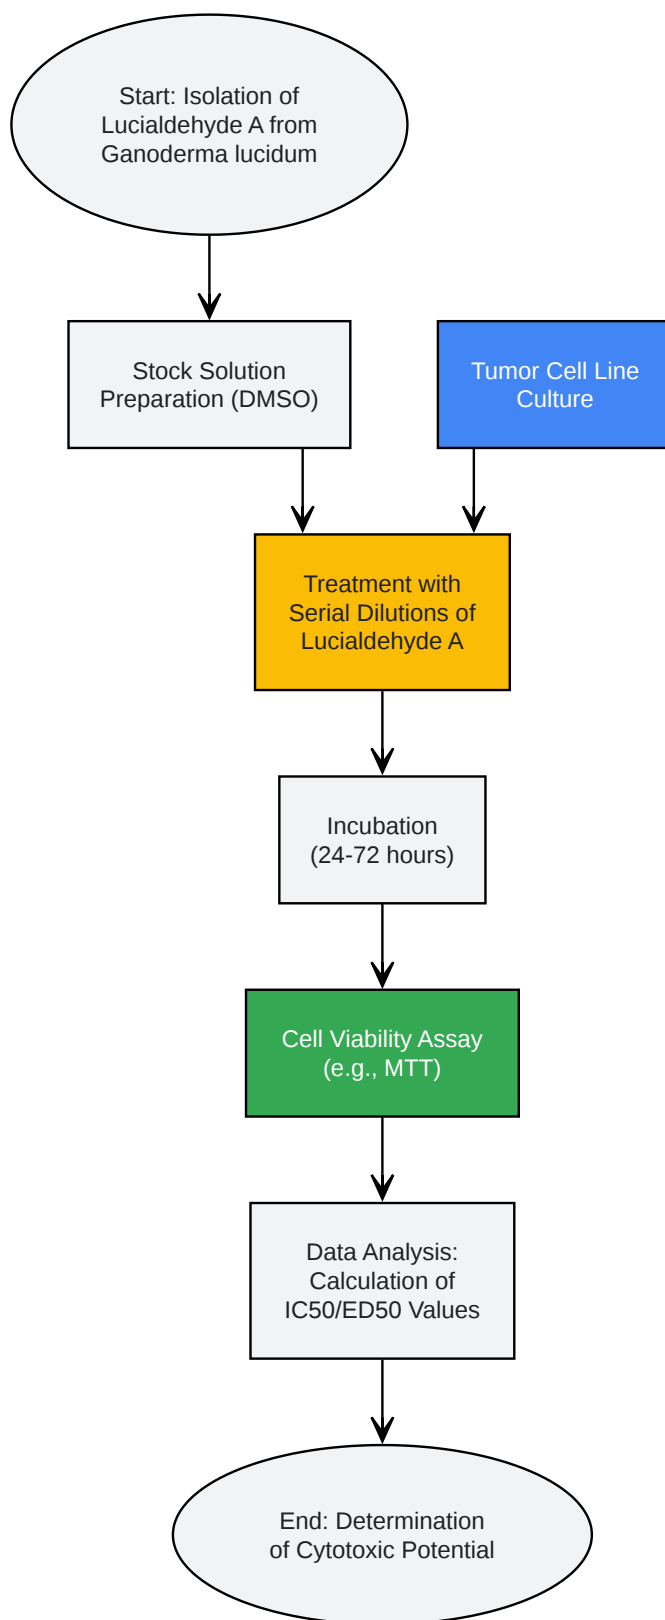 Start: Isolation of
Lucialdehyde A from
Ganoderma lucidum
Stock Solution
Preparation (DMSO)
Tumor Cell Line
Culture
Treatment with
Serial Dilutions of
Lucialdehyde A
Incubation
(24-72 hours)
Cell Viability Assay
(e.g., MTT)
Data Analysis:
Calculation of
IC50/ED50 Values
End: Determination
of Cytotoxic Potential